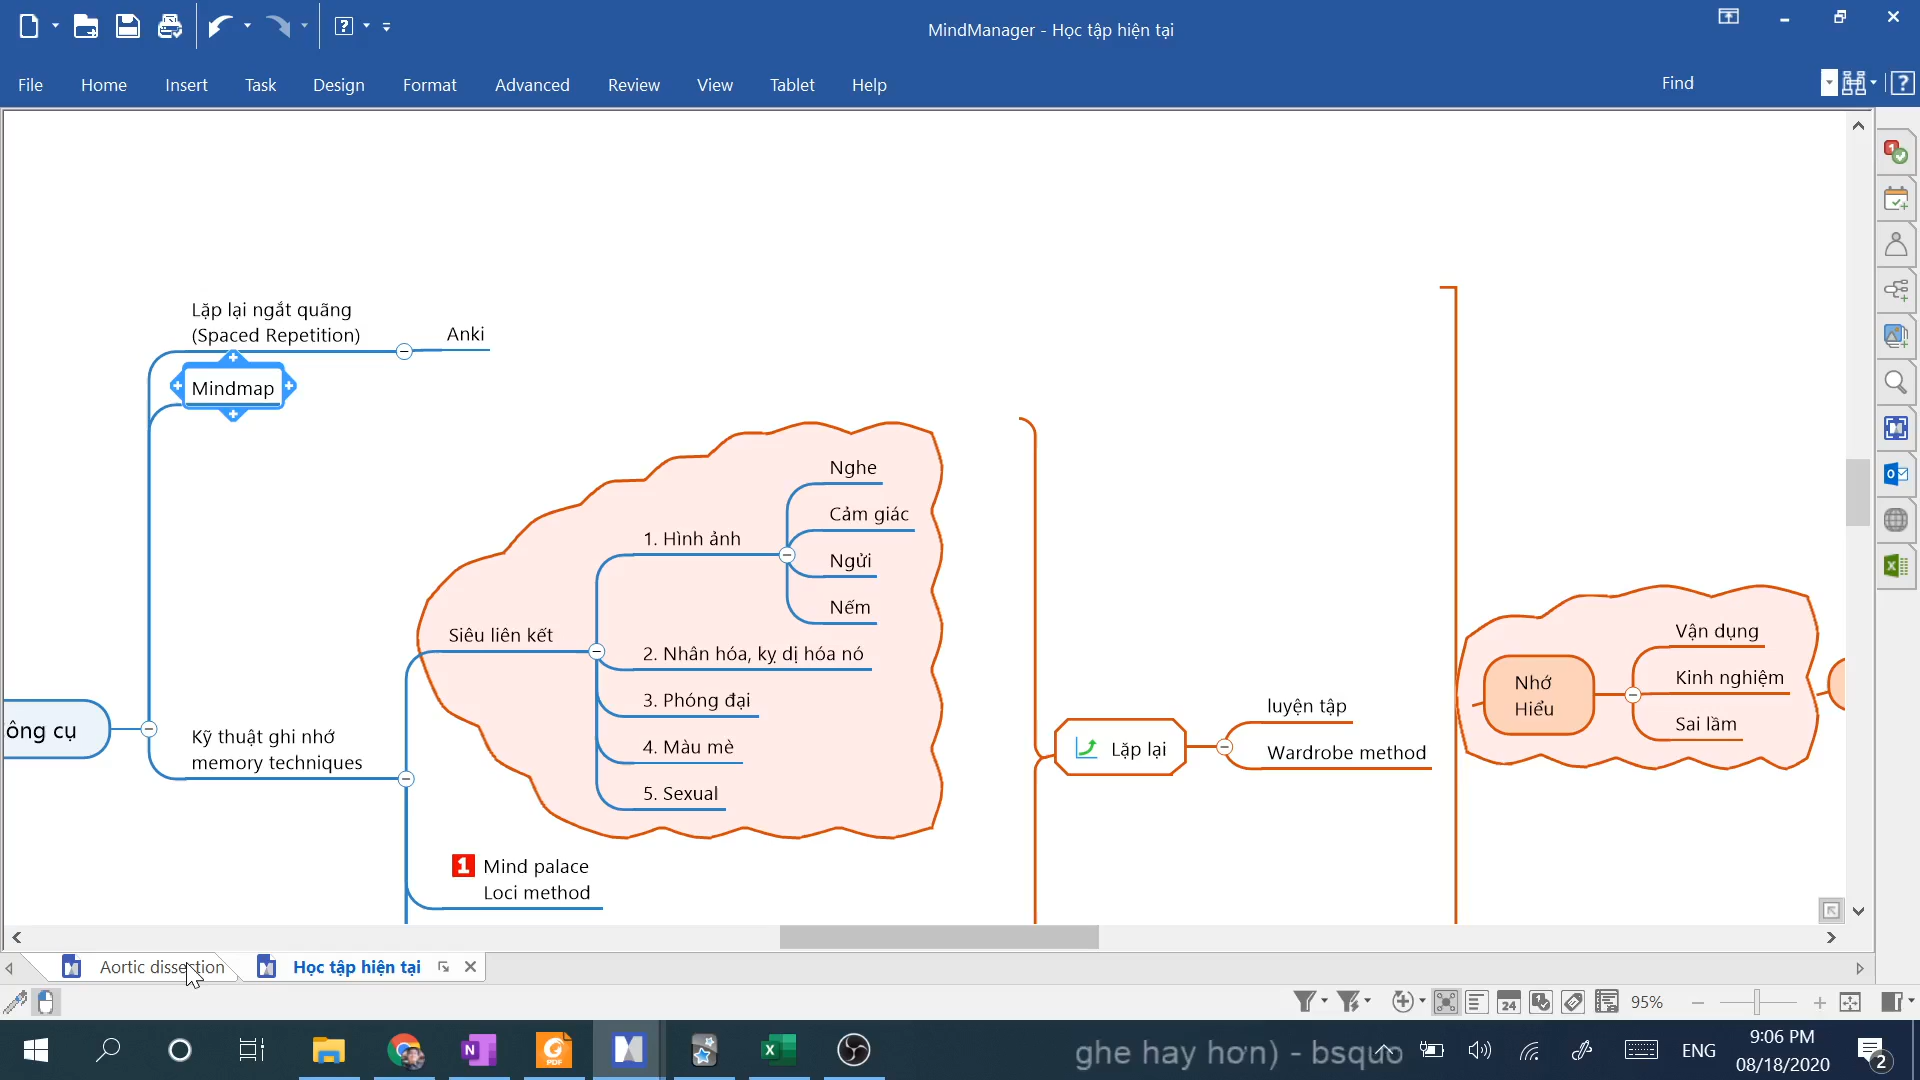 MindManager - Học tập hiện tại
File
Home
Insert
Task
Design
Format
Advanced
Review
View
Tablet
Help
Find
Lặp lại ngắt quãng
(Spaced Repetition)
Anki
Mindmap
Nghe
Cảm giác
1. Hình ảnh
Ngửi
Nếm
Siêu liên kết
2. Nhân hóa, kỳ dị hóa nó
3. Phóng đại
4. Màu mè
5. Sexual
ông cụ
Kỹ thuật ghi nhớ
memory techniques
1 Mind palace
Loci method
Lặp lại
luyện tập
Wardrobe method
Nhớ
Hiểu
Vận dụng
Kinh nghiệm
Sai lầm
Aortic dissection
Học tập hiện tại
24
95%
ghe hay hơn) - bsquo
ENG
9:06 PM
08/18/2020
2